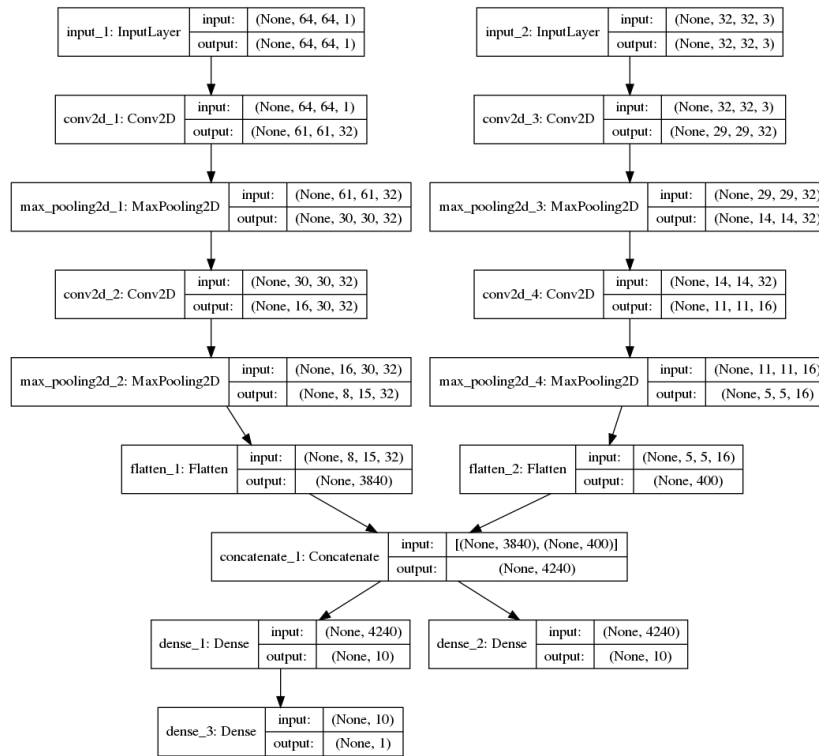 input_1: InputLayer
input: (None, 64, 64, 1)
output: (None, 64, 64, 1)
input_2: InputLayer
input: (None, 32, 32, 3)
output: (None, 32, 32, 3)
conv2d_1: Conv2D
input: (None, 64, 64, 1)
output: (None, 61, 61, 32)
conv2d_3: Conv2D
input: (None, 32, 32, 3)
output: (None, 29, 29, 32)
max_pooling2d_1: MaxPooling2D
input: (None, 61, 61, 32)
output: (None, 30, 30, 32)
max_pooling2d_3: MaxPooling2D
input: (None, 29, 29, 32)
output: (None, 14, 14, 32)
conv2d_2: Conv2D
input: (None, 30, 30, 32)
output: (None, 16, 30, 32)
conv2d_4: Conv2D
input: (None, 14, 14, 32)
output: (None, 11, 11, 16)
max_pooling2d_2: MaxPooling2D
input: (None, 16, 30, 32)
output: (None, 8, 15, 32)
max_pooling2d_4: MaxPooling2D
input: (None, 11, 11, 16)
output: (None, 5, 5, 16)
flatten_1: Flatten
input: (None, 8, 15, 32)
output: (None, 3840)
flatten_2: Flatten
input: (None, 5, 5, 16)
output: (None, 400)
concatenate_1: Concatenate
input: [(None, 3840), (None, 400)]
output: (None, 4240)
dense_1: Dense
input: (None, 4240)
output: (None, 10)
dense_2: Dense
input: (None, 4240)
output: (None, 10)
dense_3: Dense
input: (None, 10)
output: (None, 1)